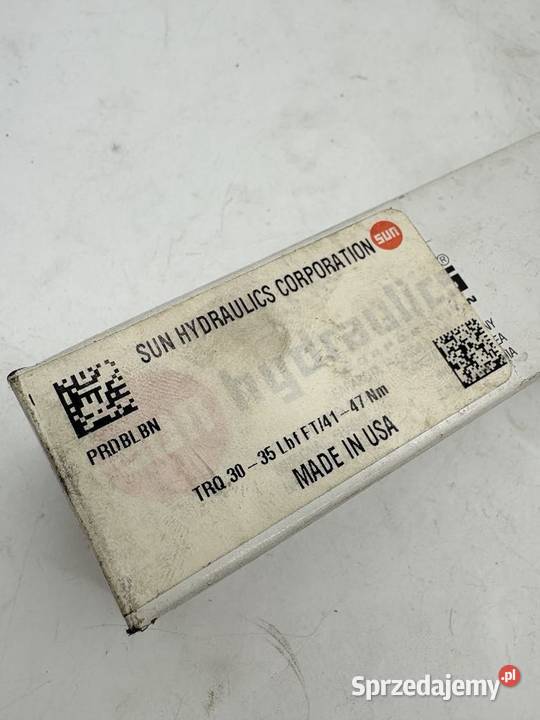 SUN HYDRAULICS CORPORATION
sun
®
hydraulics
PRDBLBN
TRQ 30-35 Lbf FT/41-47 Nm
MADE IN USA
Sprzedajemy.pl